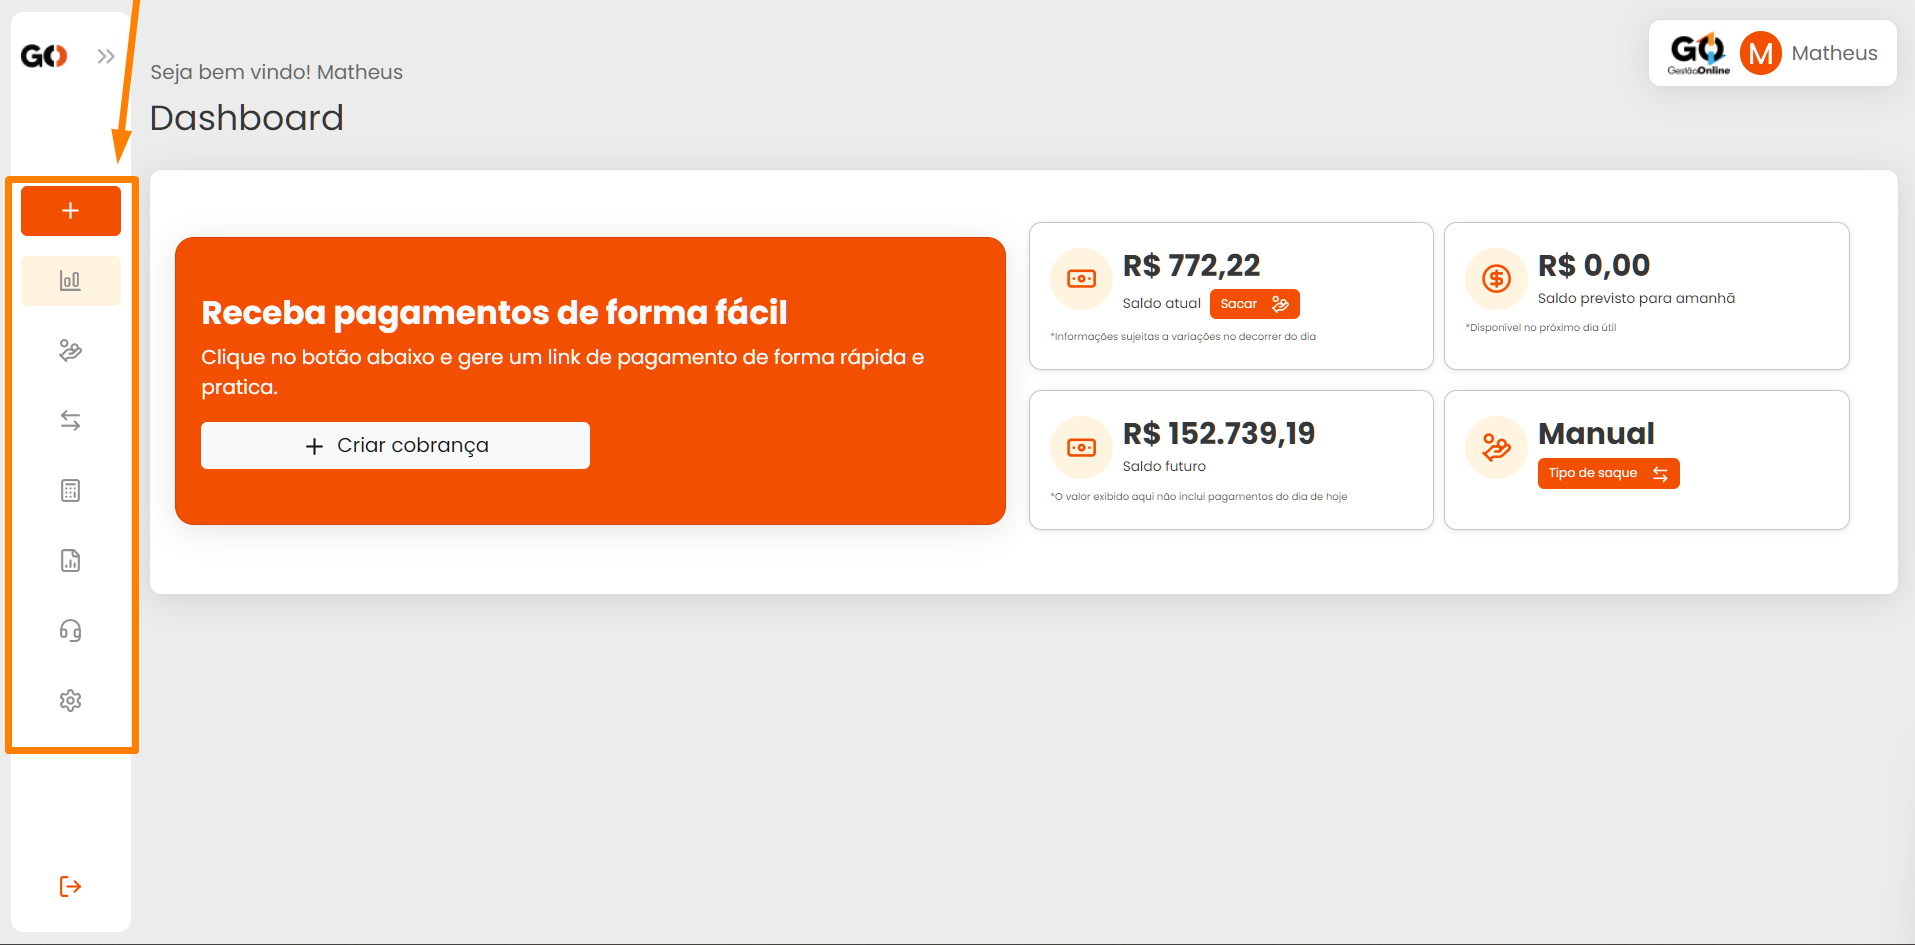 GO
Seja bem vindo! Matheus
Dashboard
GO
GestãoOnline
M
Matheus
Receba pagamentos de forma fácil
Clique no botão abaixo e gere um link de pagamento de forma rápida e
pratica.
Criar cobrança
R$ 772,22
Saldo atual
Sacar
*Informações sujeitas a variações no decorrer do dia
R$ 0,00
Saldo previsto para amanhã
*Disponível no próximo dia útil
R$ 152.739,19
Saldo futuro
*O valor exibido aqui não inclui pagamentos do dia de hoje
Manual
Tipo de saque